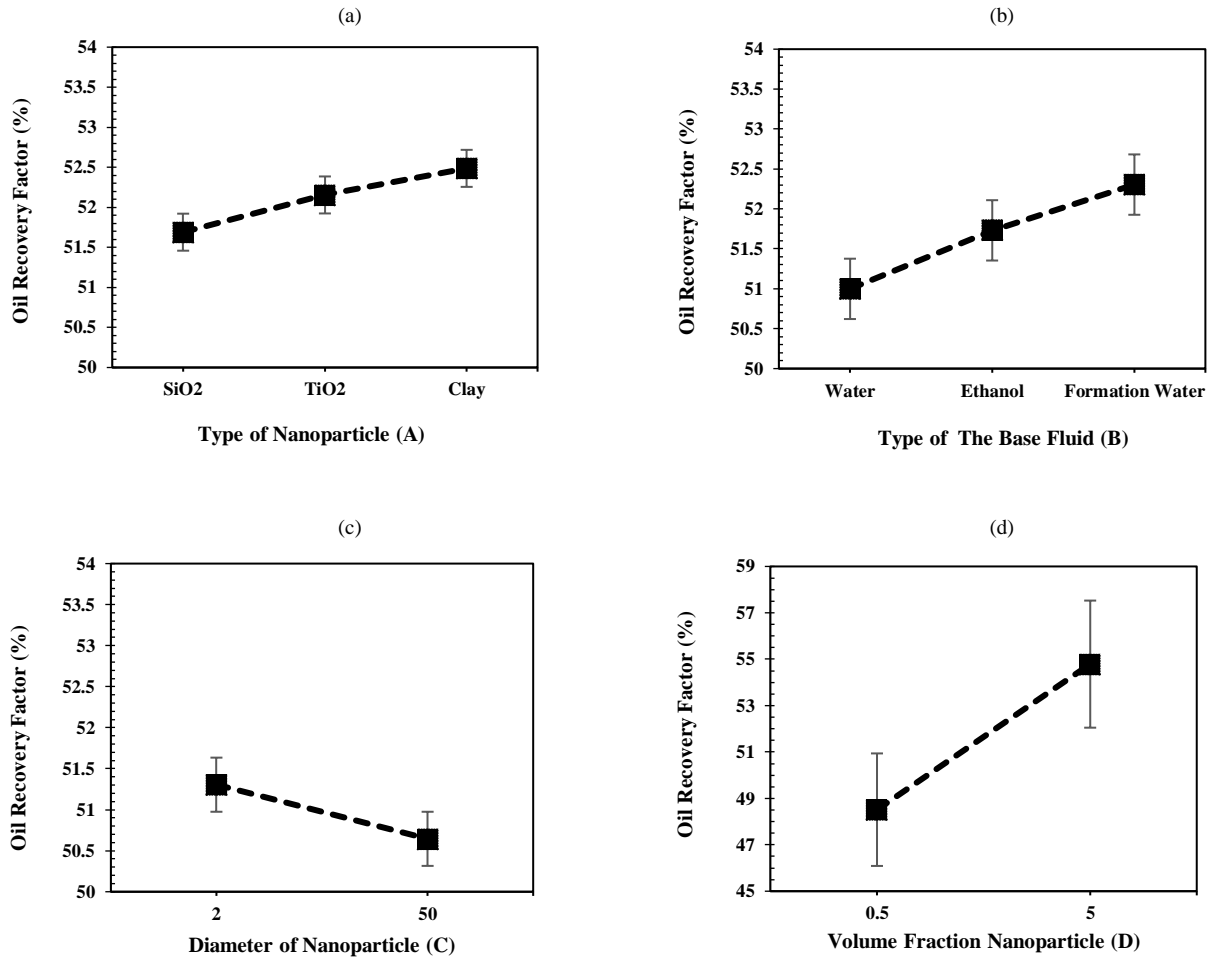 (a)
Oil Recovery Factor (%)
54
53.5
53
52.5
52
51.5
51
50.5
50
SiO2 TiO2 Clay
Type of Nanoparticle (A)
(b)
Oil Recovery Factor (%)
54
53.5
53
52.5
52
51.5
51
50.5
50
Water Ethanol Formation Water
Type of The Base Fluid (B)
(c)
Oil Recovery Factor (%)
54
53.5
53
52.5
52
51.5
51
50.5
50
2 50
Diameter of Nanoparticle (C)
(d)
Oil Recovery Factor (%)
59
57
55
53
51
49
47
45
0.5 5
Volume Fraction Nanoparticle (D)